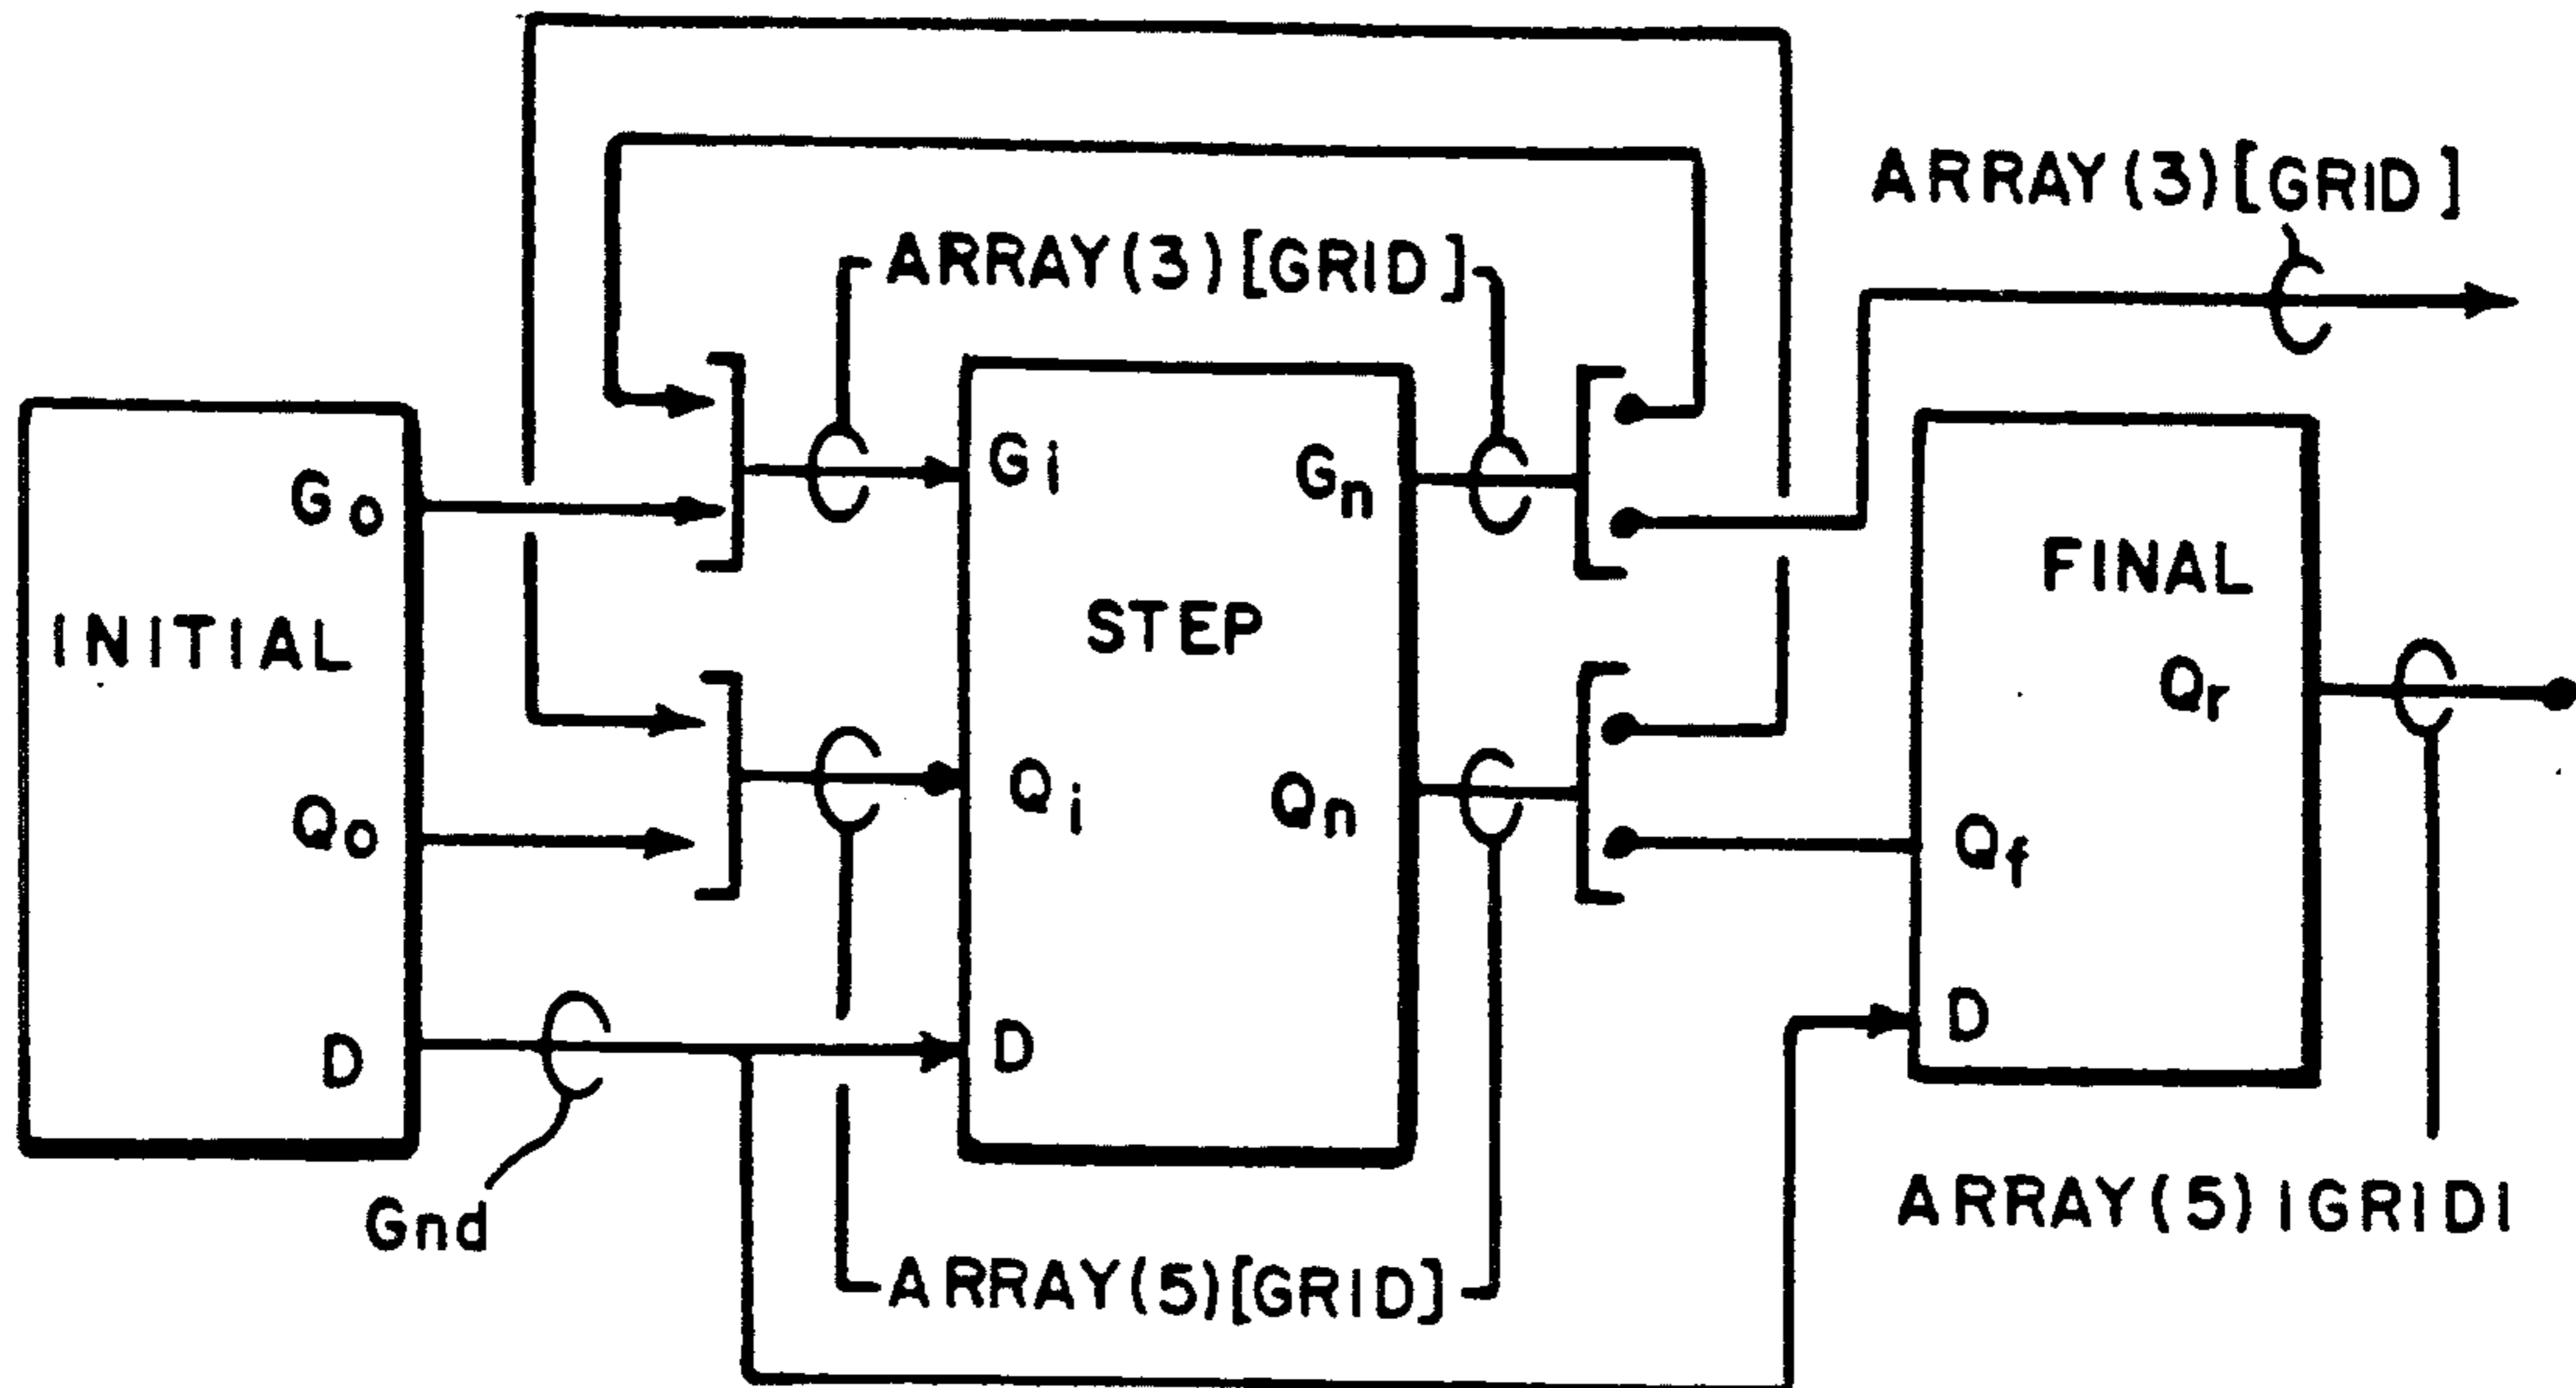 ARRAY(3)[GRID]
ARRAY(3)[GRID]
INITIAL
Go
Qo
D
Gnd
STEP
Gi
Gn
Qi
Qn
D
ARRAY(5)[GRID]
FINAL
Qr
Qf
D
ARRAY(5)IGRIDI